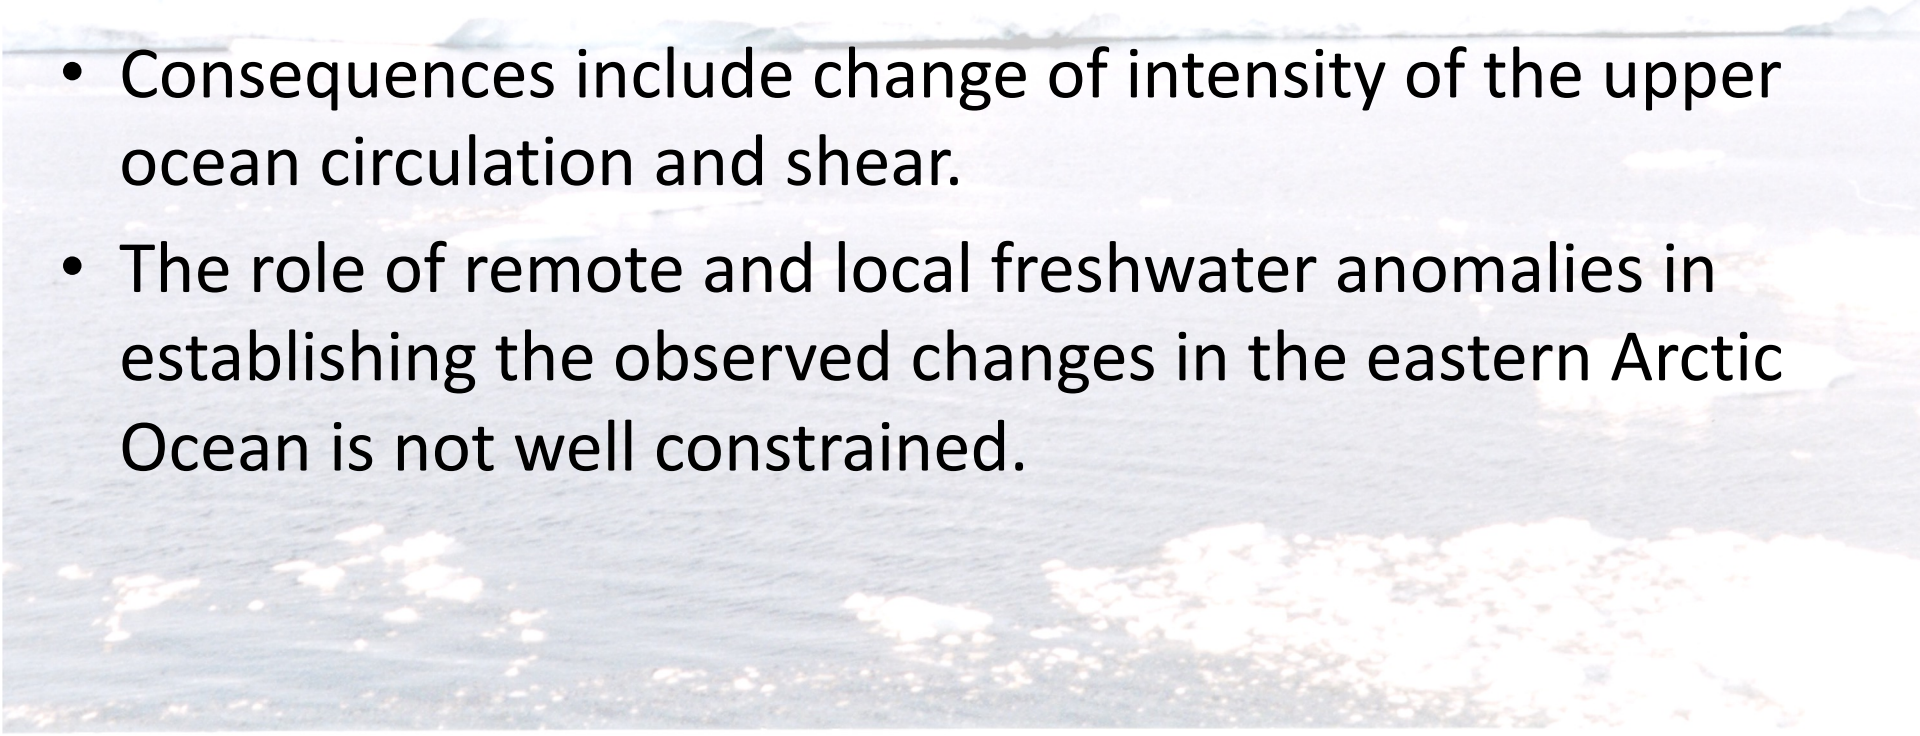 • Consequences include change of intensity of the upper
ocean circulation and shear.
• The role of remote and local freshwater anomalies in
establishing the observed changes in the eastern Arctic
Ocean is not well constrained.